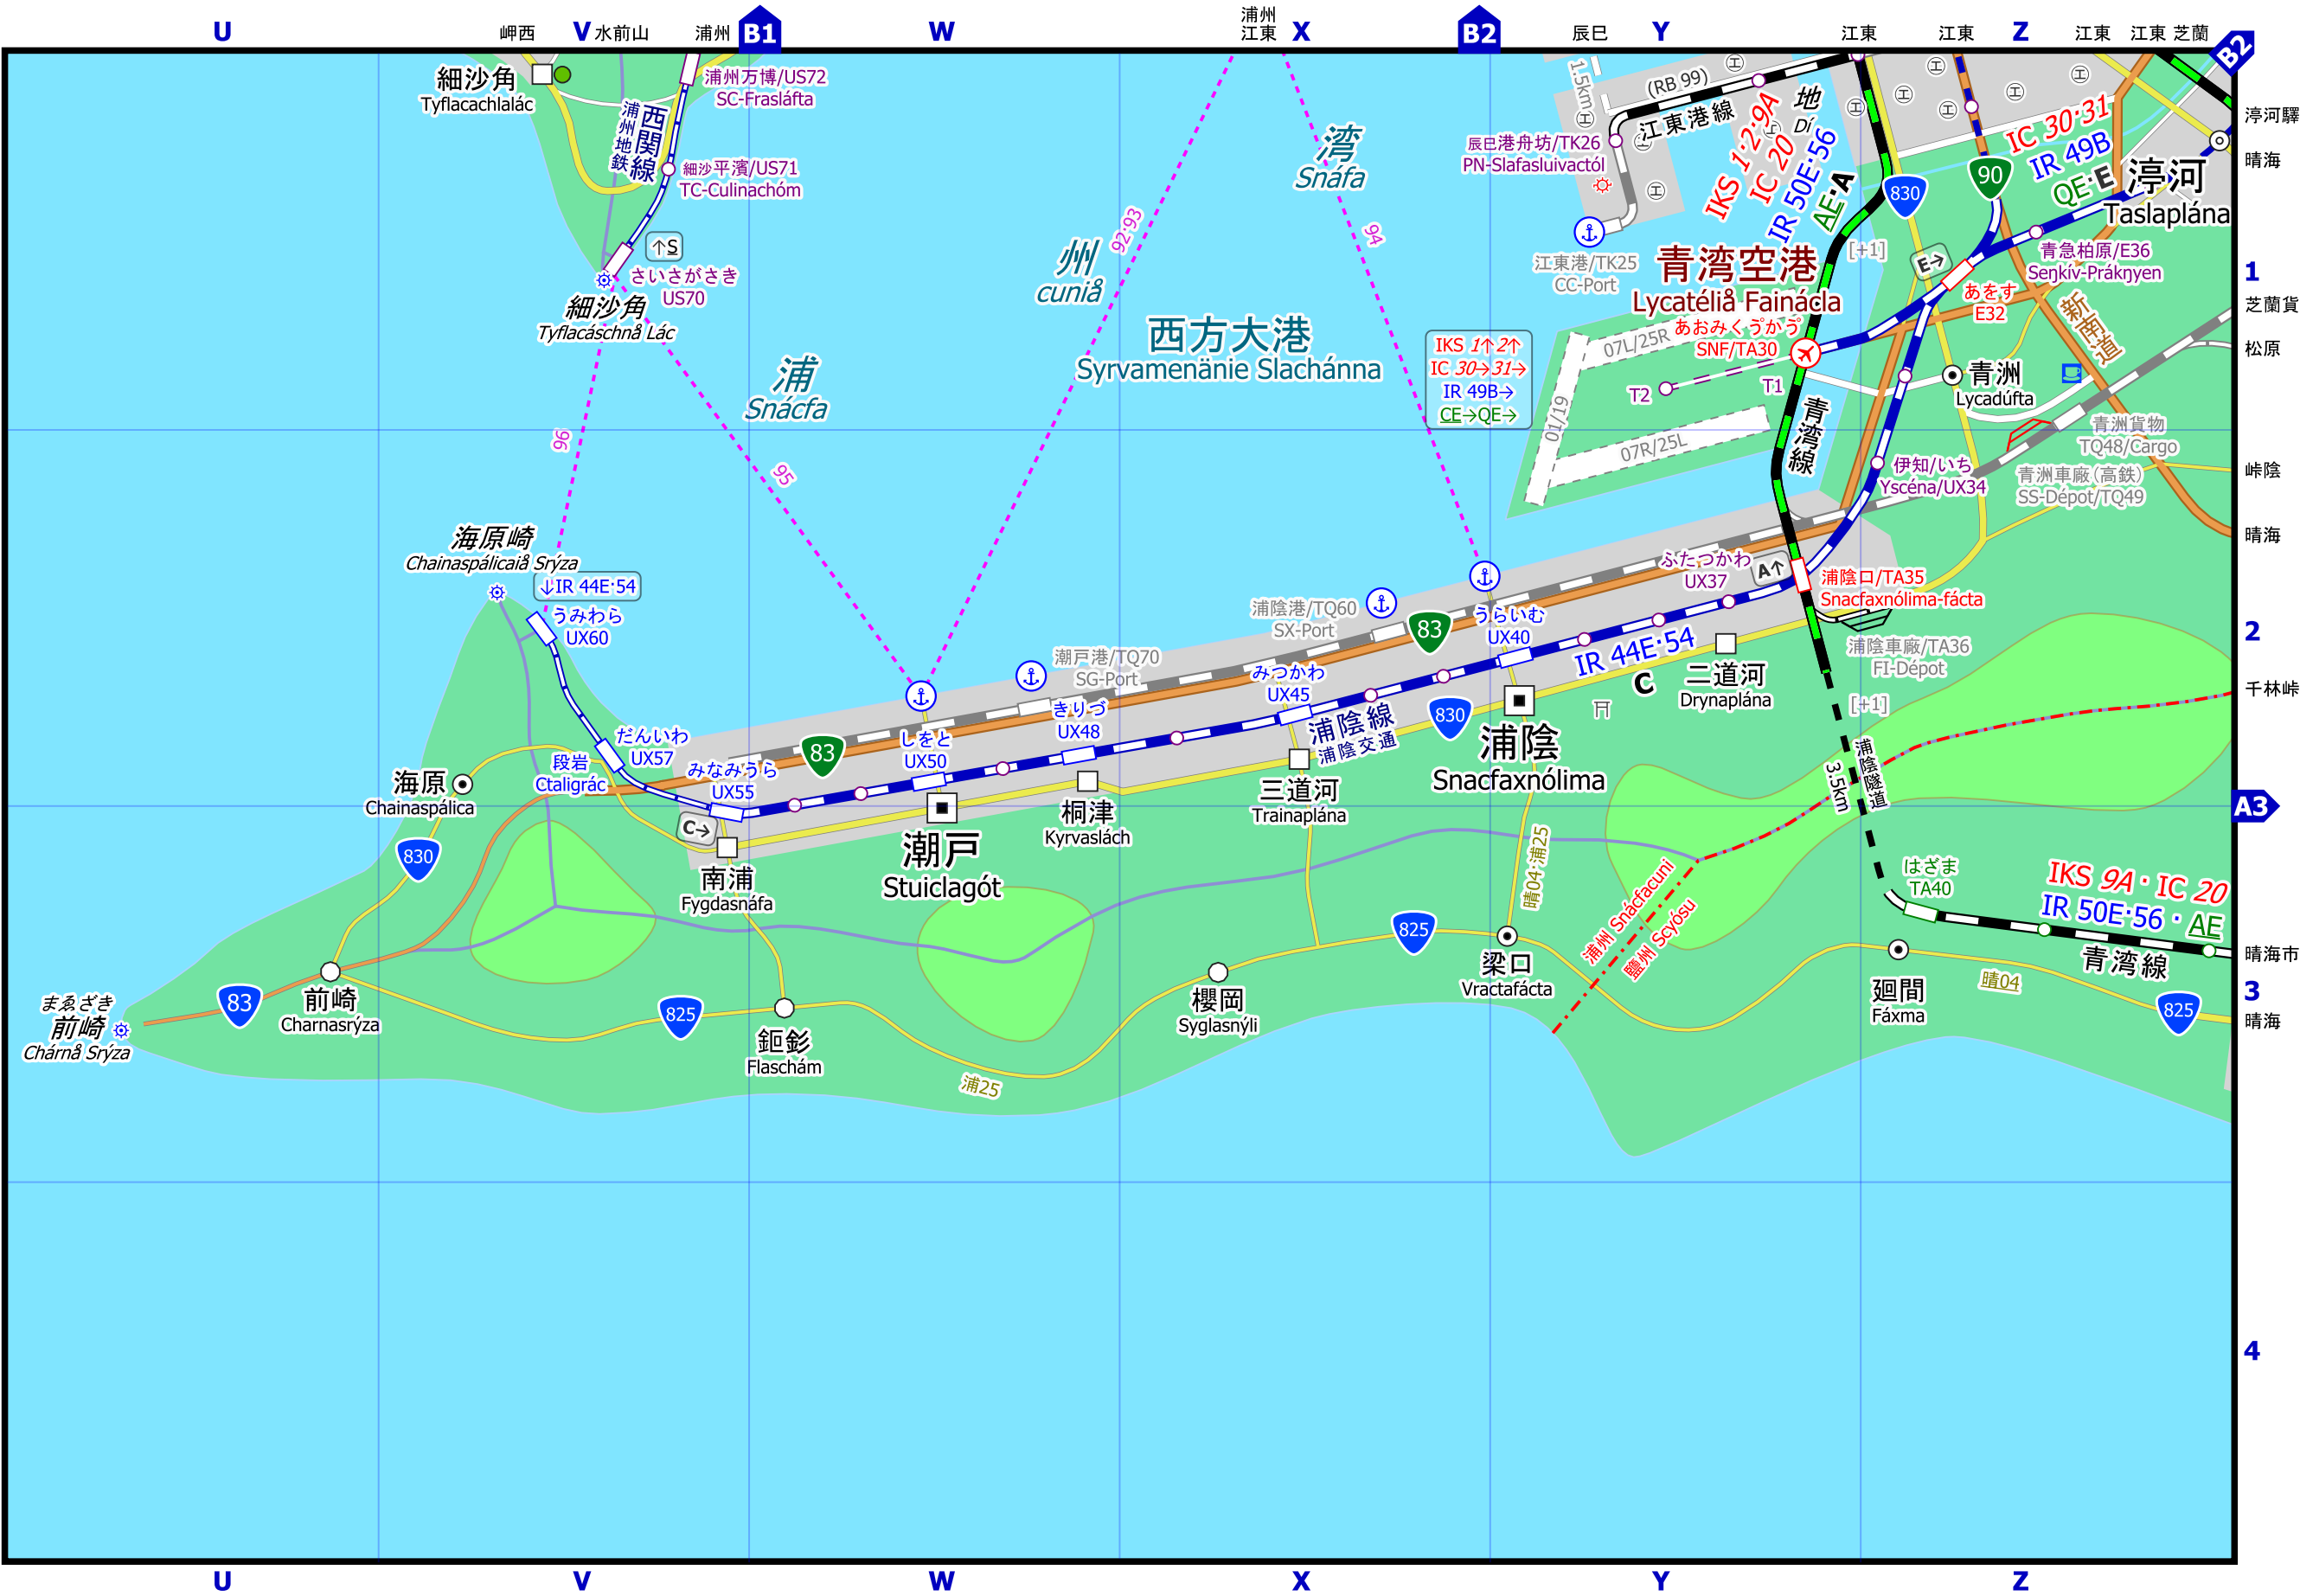 U
岬西
V
水前山
浦州
B1
W
浦州
江東
X
B2
辰巳
Y
江東
江東
Z
江東
江東
芝蘭
B2
細沙角
Tyflacachlalác
浦州万博/US72
SC-Frasláfta
西関線
浦州地鉄
細沙平濱/US71
TC-Culinachóm
↑S
さいさがさき
US70
細沙角
Tyflacáschnå Lác
湾
Snáfa
州
cuniå
浦
Snácfa
西方大港
Syrvamenänie Slachánna
92·93
94
95
96
1.5km
(RB 99)
江東港線
地
Dí
辰巳港舟坊/TK26
PN-Slafasluivactól
江東港/TK25
CC-Port
IKS 1·2·9A
IC 20
IR 50E·56
AE·A
830
90
IC 30·31
IR 49B
QE·E
渟河
Taslaplána
渟河驛
晴海
1
芝蘭貨
松原
峠陰
晴海
2
千林峠
A3
晴海市
3
晴海
4
[+1]
E→
青急柏原/E36
Seŋkív-Prákŋyen
あをす
E32
新南道
青湾空港
Lycatéliå Fainácla
あおみくうかう
SNF/TA30
07L/25R
T2
T1
01/19
07R/25L
IKS 1↑2↑
IC 30→31→
IR 49B→
CE→QE→
青洲
Lycadúfta
青湾線
青洲貨物
TQ48/Cargo
伊知/いち
Yscéna/UX34
青洲車廠(高鉄)
SS-Dépot/TQ49
海原崎
Chainaspálicaiå Srýza
↓IR 44E·54
うみわら
UX60
浦陰港/TQ60
SX-Port
潮戸港/TQ70
SG-Port
ふたつかわ
UX37
A↑
浦陰口/TA35
Snacfaxnólima-fácta
浦陰車廠/TA36
FI-Dépot
83
うらいむ
UX40
IR 44E·54
C
二道河
Drynaplána
[+1]
みつかわ
UX45
きりづ
UX48
浦陰線
浦陰交通
830
浦陰
Snacfaxnólima
だんいわ
UX57
段岩
Ctaligrác
みなみうら
UX55
83
しをと
UX50
海原
Chainaspálica
三道河
Trainaplána
浦陰隧道
3.5km
桐津
Kyrvaslách
C→
潮戸
Stuiclagót
南浦
Fygdasnáfa
830
晴04·浦25
浦州 Snácfacuni
鹽州 Scyósu
はざま
TA40
IKS 9A · IC 20
IR 50E·56 · AE
青湾線
825
梁口
Vractafácta
櫻岡
Syglasnýli
廻間
Fáxma
晴04
825
まゑざき
前崎
Chárnå Srýza
83
前崎
Charnasrýza
825
鉕釤
Flaschám
浦25
U
V
W
X
Y
Z